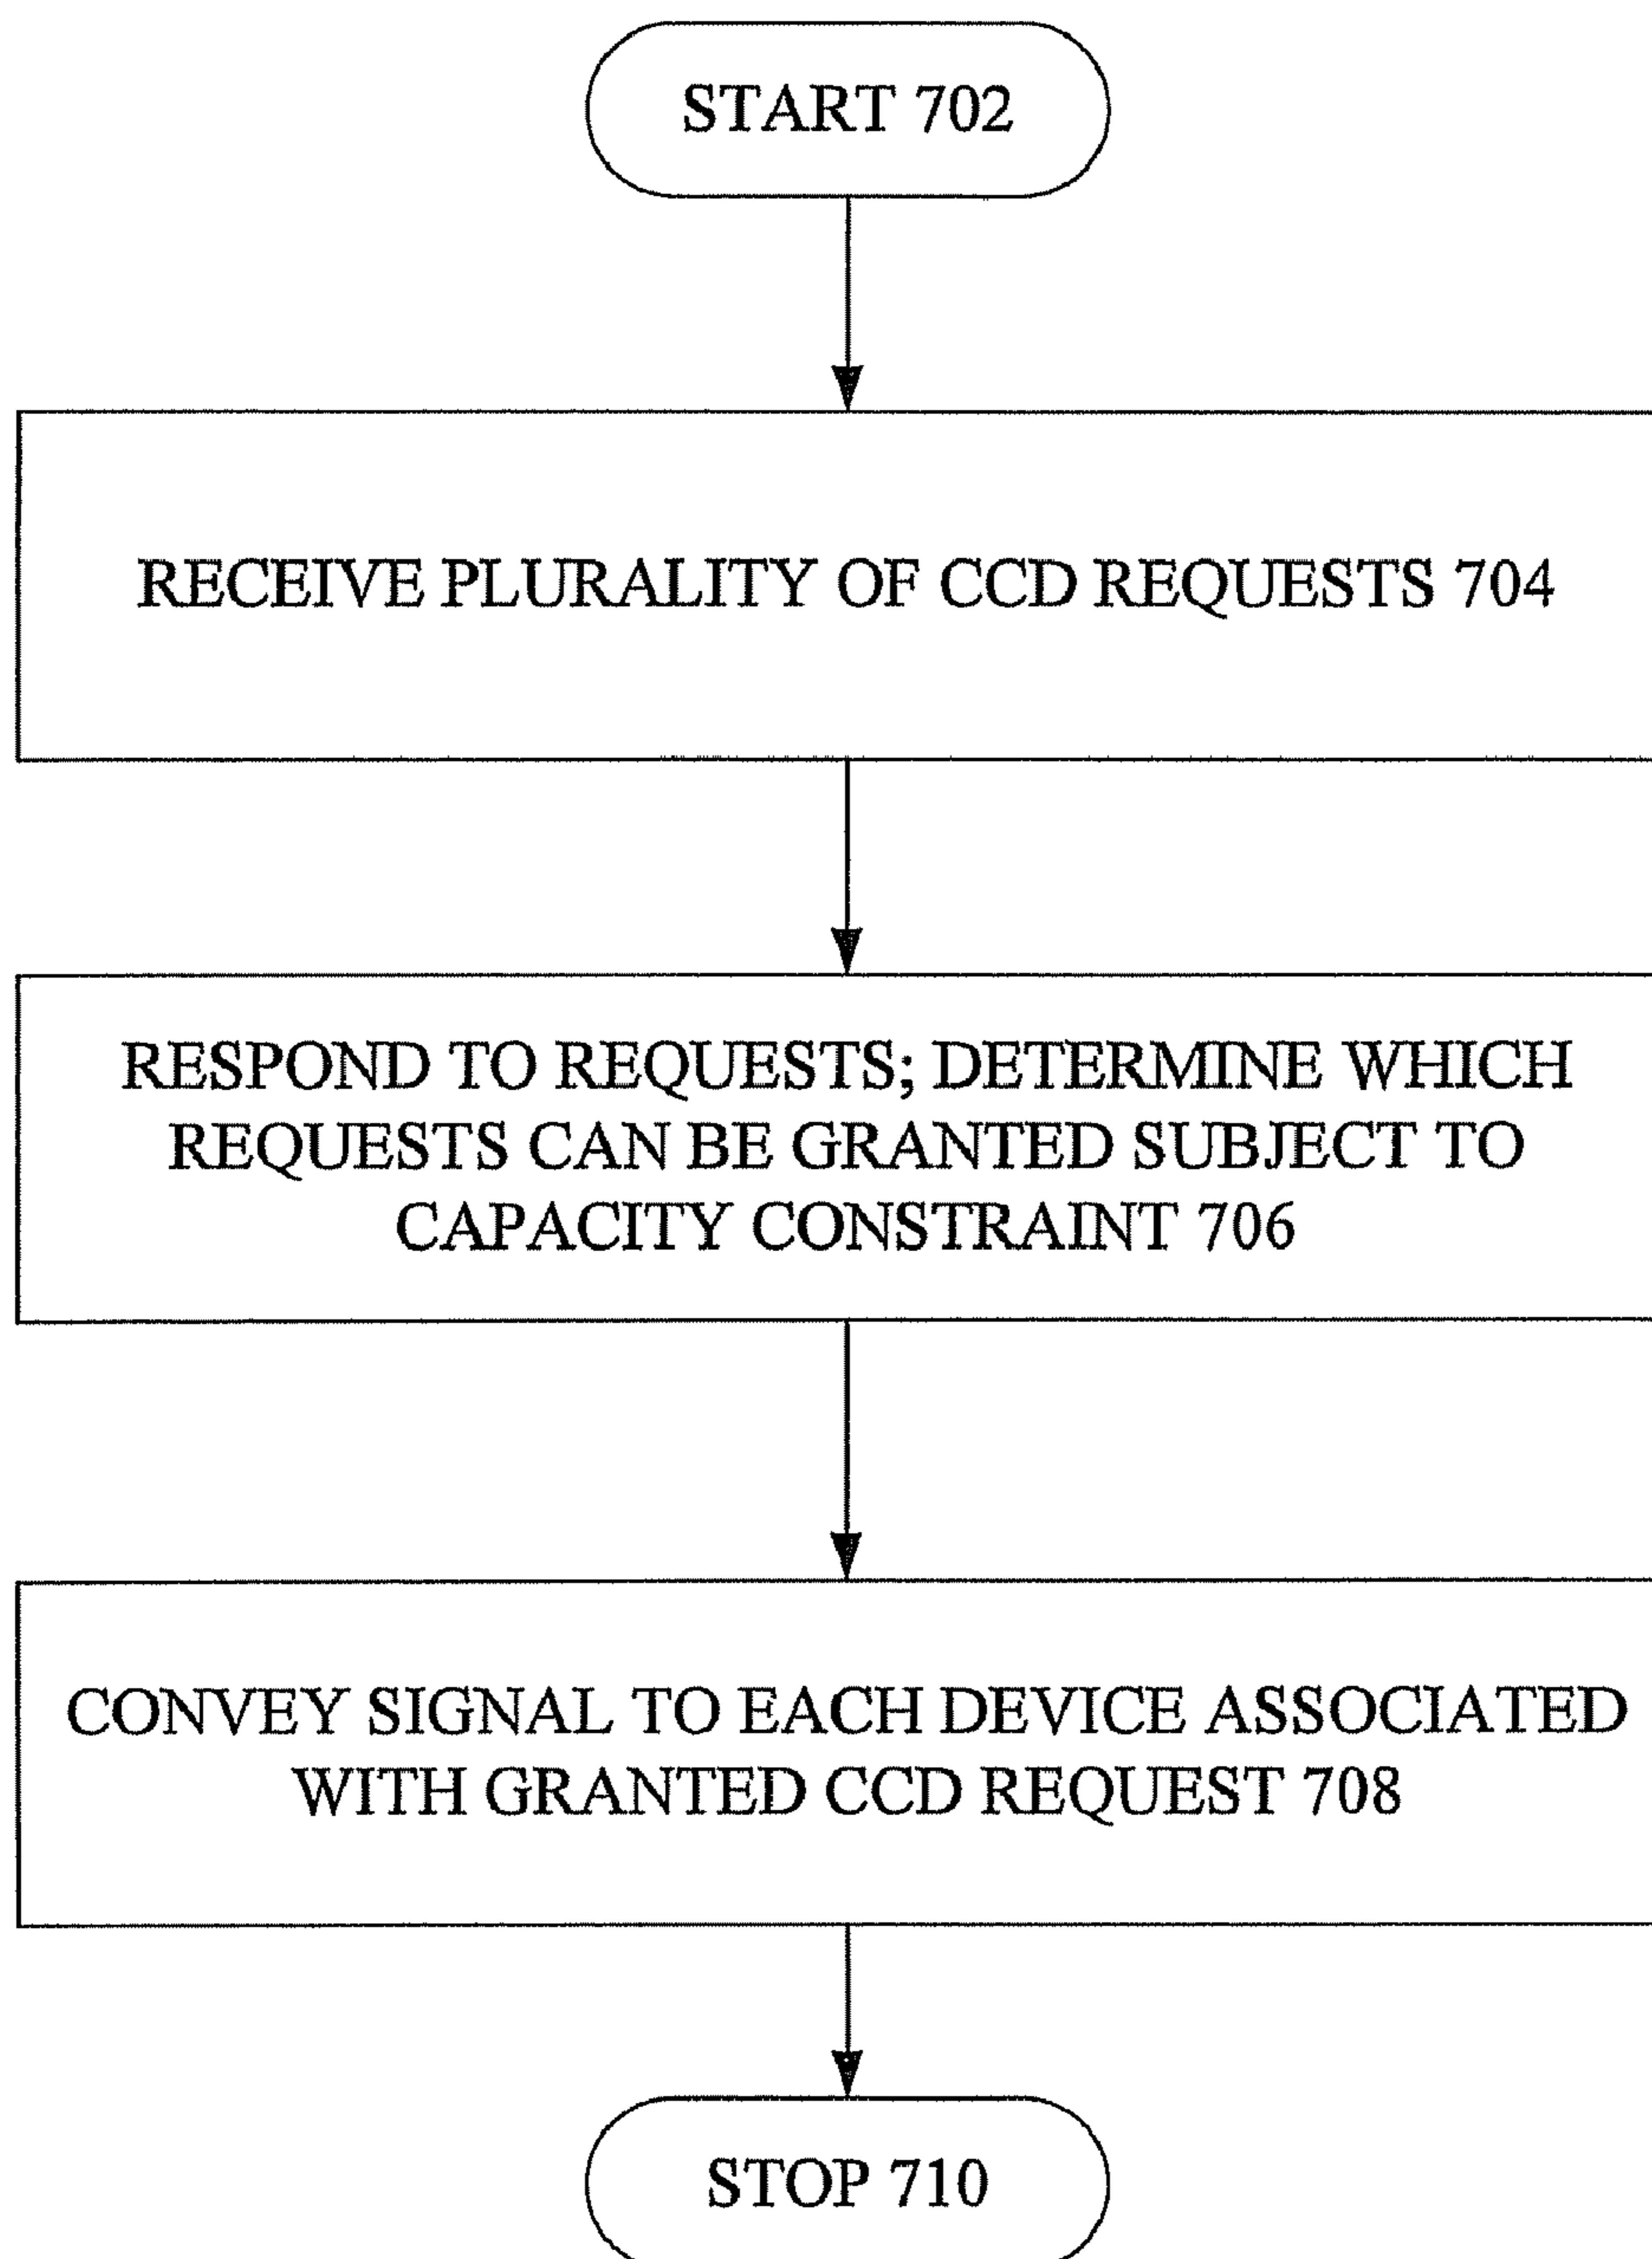 START 702
RECEIVE PLURALITY OF CCD REQUESTS 704
RESPOND TO REQUESTS; DETERMINE WHICH
REQUESTS CAN BE GRANTED SUBJECT TO
CAPACITY CONSTRAINT 706
CONVEY SIGNAL TO EACH DEVICE ASSOCIATED
WITH GRANTED CCD REQUEST 708
STOP 710